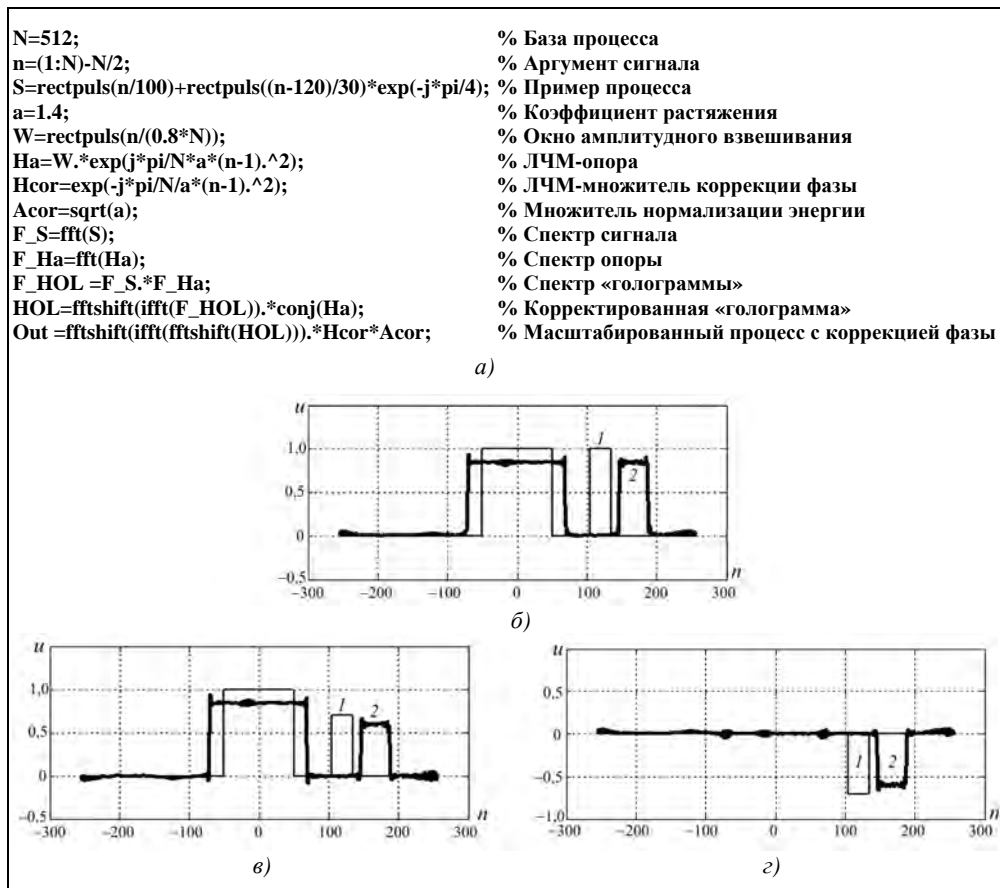 N=512; % База процесса
n=(1:N)-N/2; % Аргумент сигнала
S=rectpuls(n/100)+rectpuls((n-120)/30)*exp(-j*pi/4); % Пример процесса
a=1.4; % Коэффициент растяжения
W=rectpuls(n/(0.8*N)); % Окно амплитудного взвешивания
Ha=W.*exp(j*pi/N*a*(n-1).^2); % ЛЧМ-опора
Hcor=exp(-j*pi/N/a*(n-1).^2); % ЛЧМ-множитель коррекции фазы
Acor=sqrt(a); % Множитель нормализации энергии
F_S=fft(S); % Спектр сигнала
F_Ha=fft(Ha); % Спектр опоры
F_HOL =F_S.*F_Ha; % Спектр «голограммы»
HOL=fftshift(ifft(F_HOL)).*conj(Ha); % Корректированная «голограмма»
Out =fftshift(ifft(fftshift(HOL))).*Hcor*Acor; % Масштабированный процесс с коррекцией фазы
а)
u
1,0
0,5
0
−0,5
1
2
n
−300 −200 −100 0 100 200 300
б)
u
1,0
0,5
0
−0,5
1 2
n
−300 −200 −100 0 100 200 300
в)
u
0,5
0
−0,5
−1,0
1 2
n
−300 −200 −100 0 100 200 300
г)